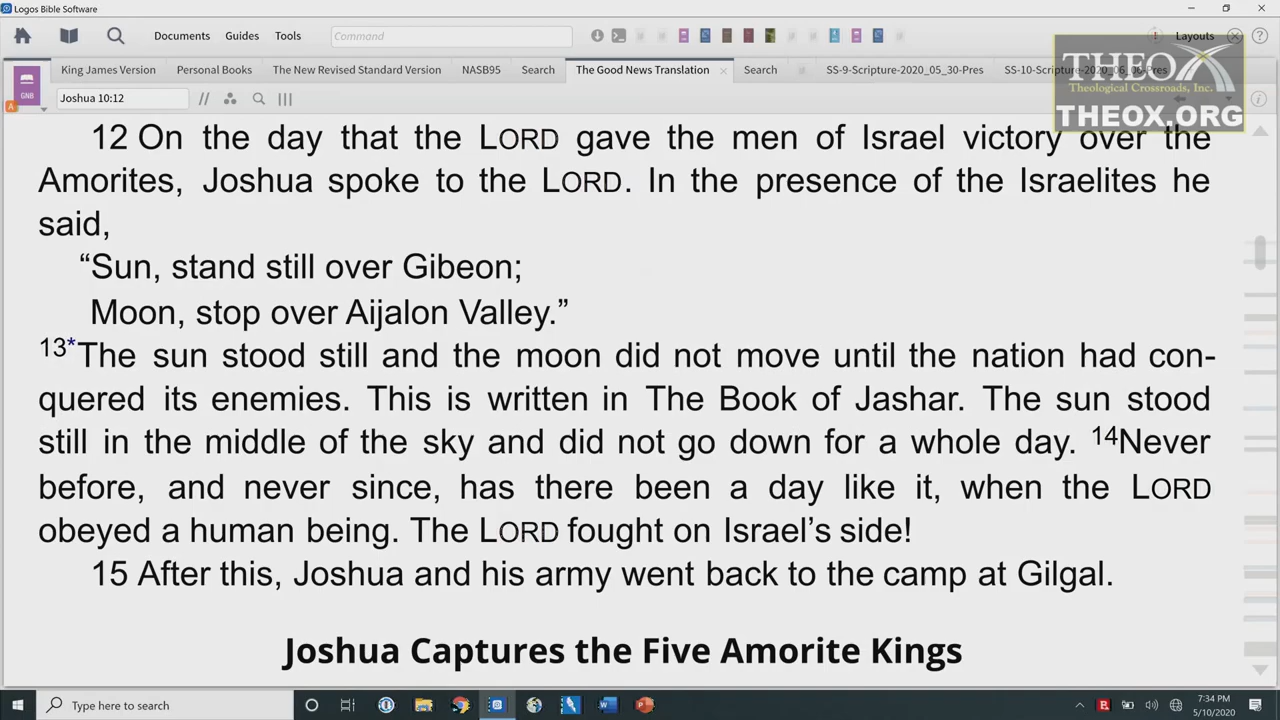 Logos Bible Software
Documents Guides Tools Command Layouts
THEOX
Theological Crossroads, Inc.
THEOX.ORG
King James Version Personal Books The New Revised Standard Version NASB95 Search The Good News Translation Search SS-9-Scripture-2020_05_30-Pres SS-10-Scripture-2020_06_06-Pres
GNB
A
Joshua 10:12
12 On the day that the LORD gave the men of Israel victory over the
Amorites, Joshua spoke to the LORD. In the presence of the Israelites he
said,
“Sun, stand still over Gibeon;
Moon, stop over Aijalon Valley.”
13*The sun stood still and the moon did not move until the nation had con-
quered its enemies. This is written in The Book of Jashar. The sun stood
still in the middle of the sky and did not go down for a whole day. 14Never
before, and never since, has there been a day like it, when the LORD
obeyed a human being. The LORD fought on Israel’s side!
15 After this, Joshua and his army went back to the camp at Gilgal.
Joshua Captures the Five Amorite Kings
Type here to search
7:34 PM
5/10/2020